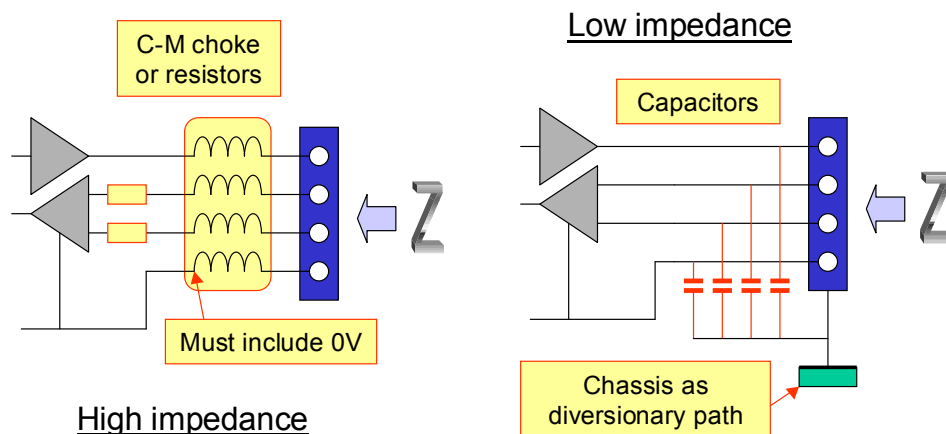 C-M choke
or resistors
Must include 0V
High impedance
Low impedance
Capacitors
Z
Z
Chassis as
diversionary path